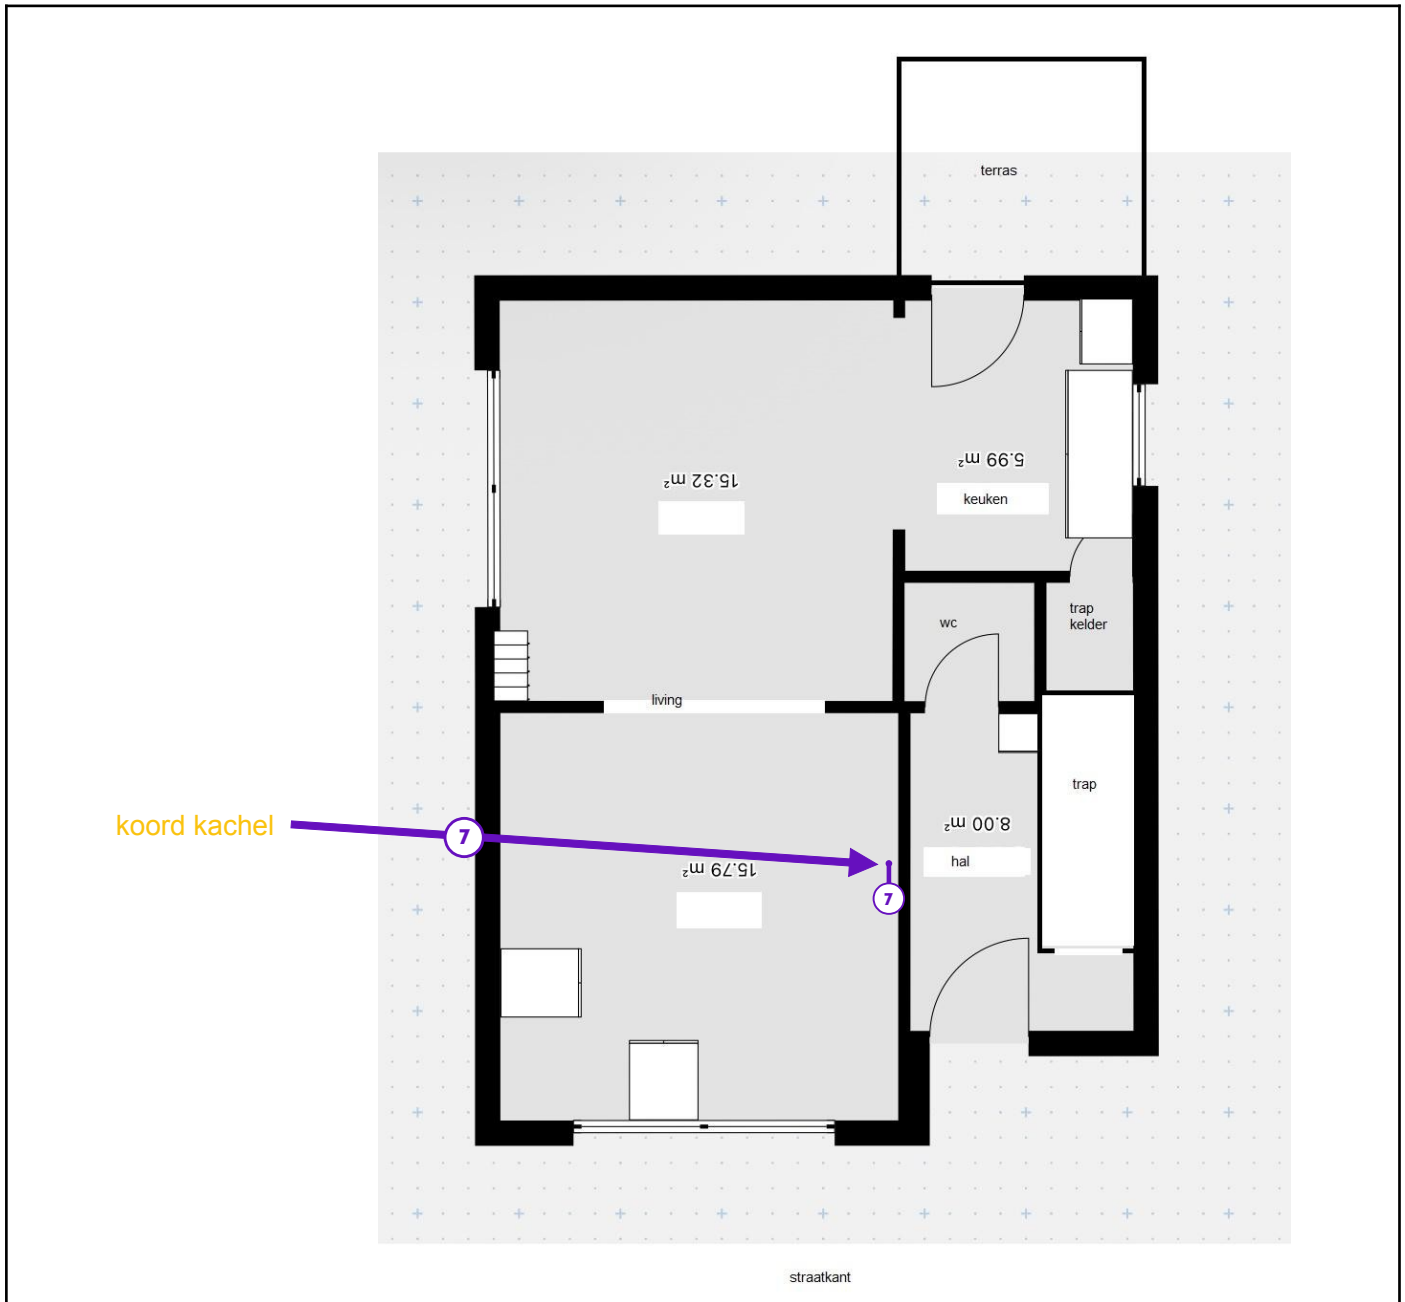 terras
15.32 m²
5.99 m²
keuken
wc
trap
kelder
living
trap
koord kachel
7
8.00 m²
hal
15.79 m²
7
straatkant